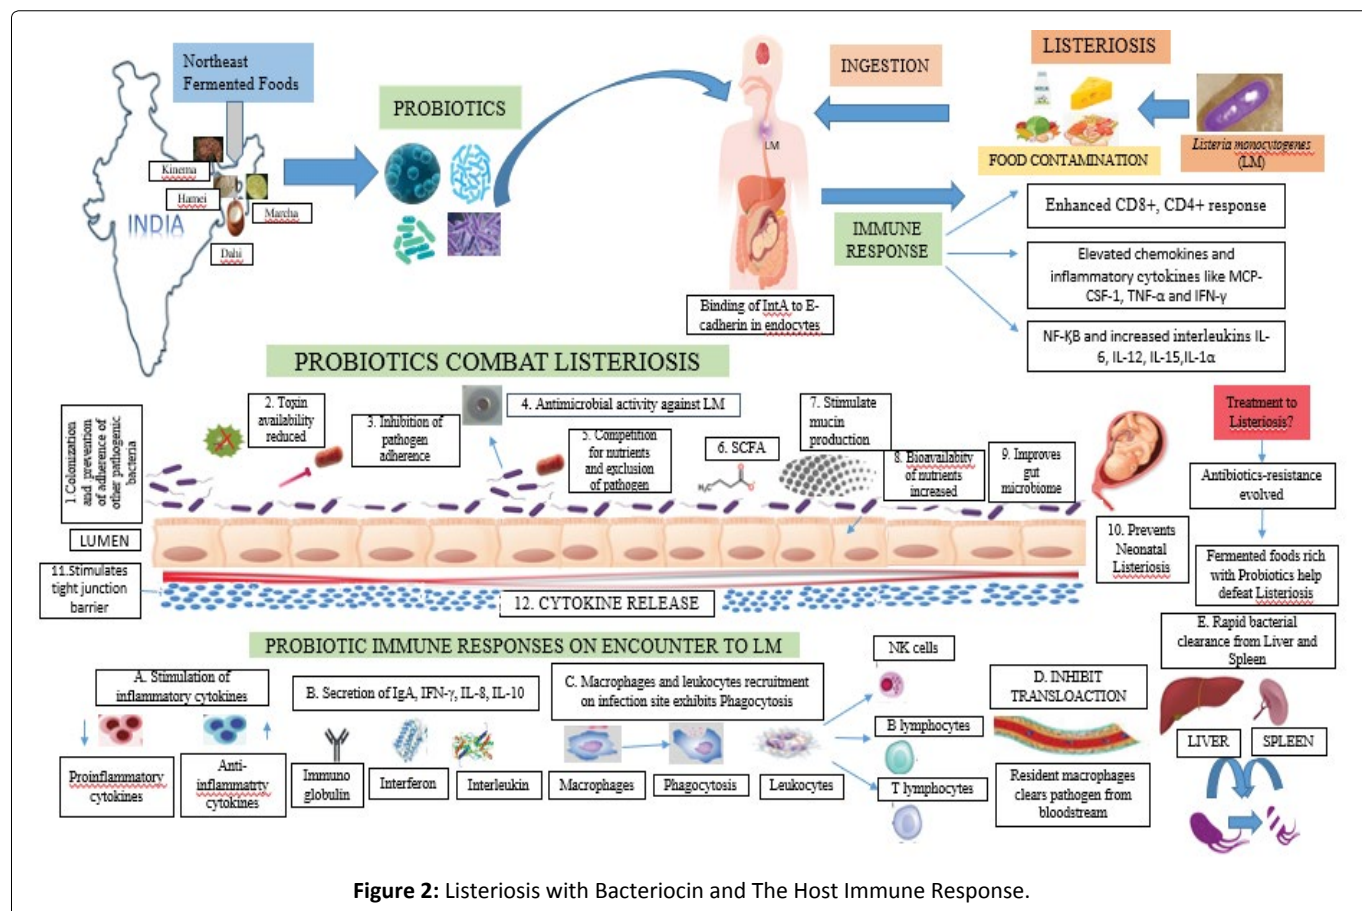 Northeast
Fermented Foods
PROBIOTICS
Kinema
Hamei
Marcha
INDIA
Dahi
LM
INGESTION
LISTERIOSIS
FOOD CONTAMINATION
Listeria monocytogenes
(LM)
IMMUNE
RESPONSE
Enhanced CD8+, CD4+ response
Elevated chemokines and
inflammatory cytokines like MCP-
CSF-1, TNF-α and IFN-γ
NF-ĶB and increased interleukins IL-
6, IL-12, IL-15,IL-1α
Binding of IntA to E-
cadherin in endocytes
PROBIOTICS COMBAT LISTERIOSIS
1.Colonization
and prevention
of adherence of
other pathogenic
bacteria
2. Toxin
availability
reduced
3. Inhibition of
pathogen
adherence
4. Antimicrobial activity against LM
5. Competition
for nutrients
and exclusion
of pathogen
6. SCFA
H₃C
O
O⁻
7. Stimulate
mucin
production
8. Bioavailabity
of nutrients
increased
9. Improves
gut
microbiome
LUMEN
10. Prevents
Neonatal
Listeriosis
11.Stimulates
tight junction
barrier
12. CYTOKINE RELEASE
Treatment to
Listeriosis?
Antibiotics-resistance
evolved
Fermented foods rich
with Probiotics help
defeat Listeriosis
PROBIOTIC IMMUNE RESPONSES ON ENCOUNTER TO LM
A. Stimulation of
inflammatory cytokines
Proinflammatory
cytokines
Anti-
inflammatrty
cytokines
B. Secretion of IgA, IFN-γ, IL-8, IL-10
Immuno
globulin
Interferon
Interleukin
C. Macrophages and leukocytes recruitment
on infection site exhibits Phagocytosis
Macrophages
Phagocytosis
Leukocytes
NK cells
B lymphocytes
T lymphocytes
D. INHIBIT
TRANSLOACTION
Resident macrophages
clears pathogen from
bloodstream
E. Rapid bacterial
clearance from Liver and
Spleen
LIVER
SPLEEN
Figure 2: Listeriosis with Bacteriocin and The Host Immune Response.